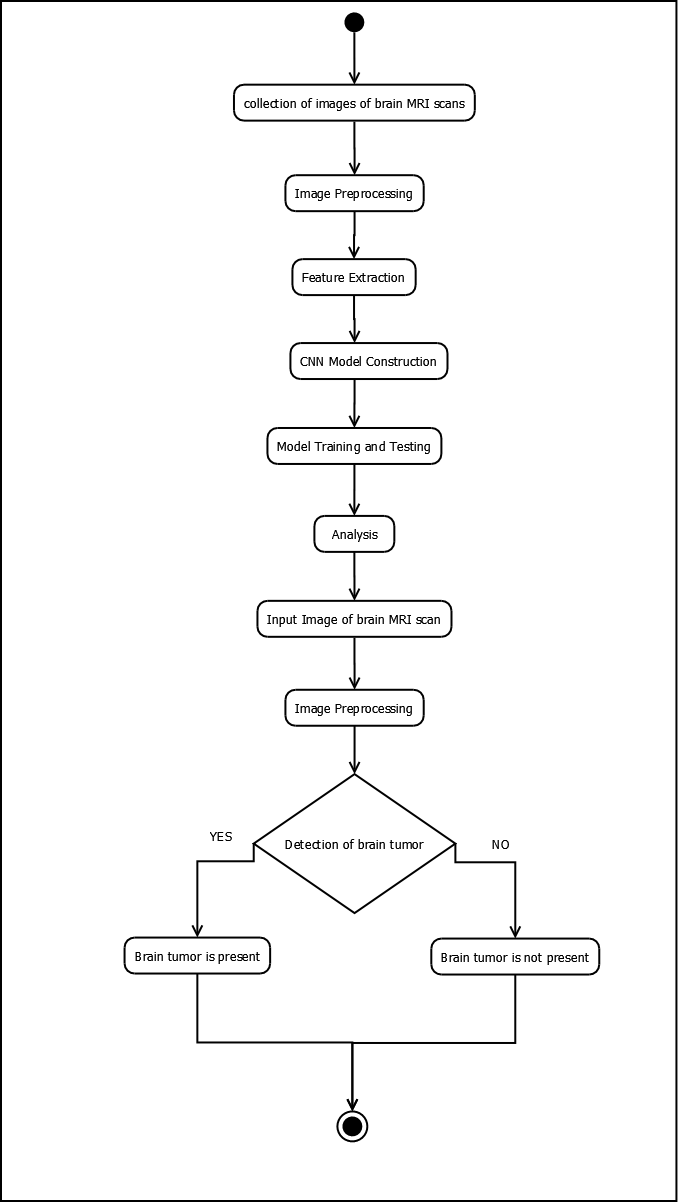 collection of images of brain MRI scans
Image Preprocessing
Feature Extraction
CNN Model Construction
Model Training and Testing
Analysis
Input Image of brain MRI scan
Image Preprocessing
Detection of brain tumor
YES
NO
Brain tumor is present
Brain tumor is not present